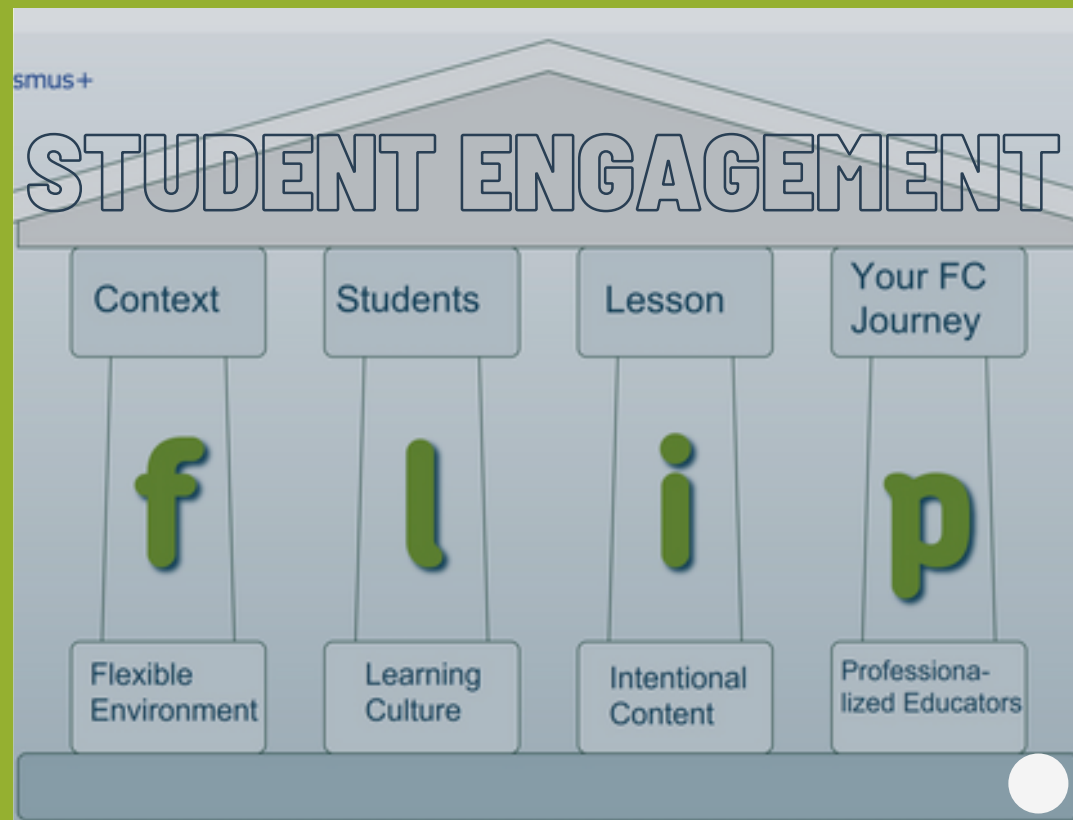 smus+
STUDENT ENGAGEMENT
Context
Students
Lesson
Your FC
Journey
f
l
i
p
Flexible
Environment
Learning
Culture
Intentional
Content
Professiona-
lized Educators